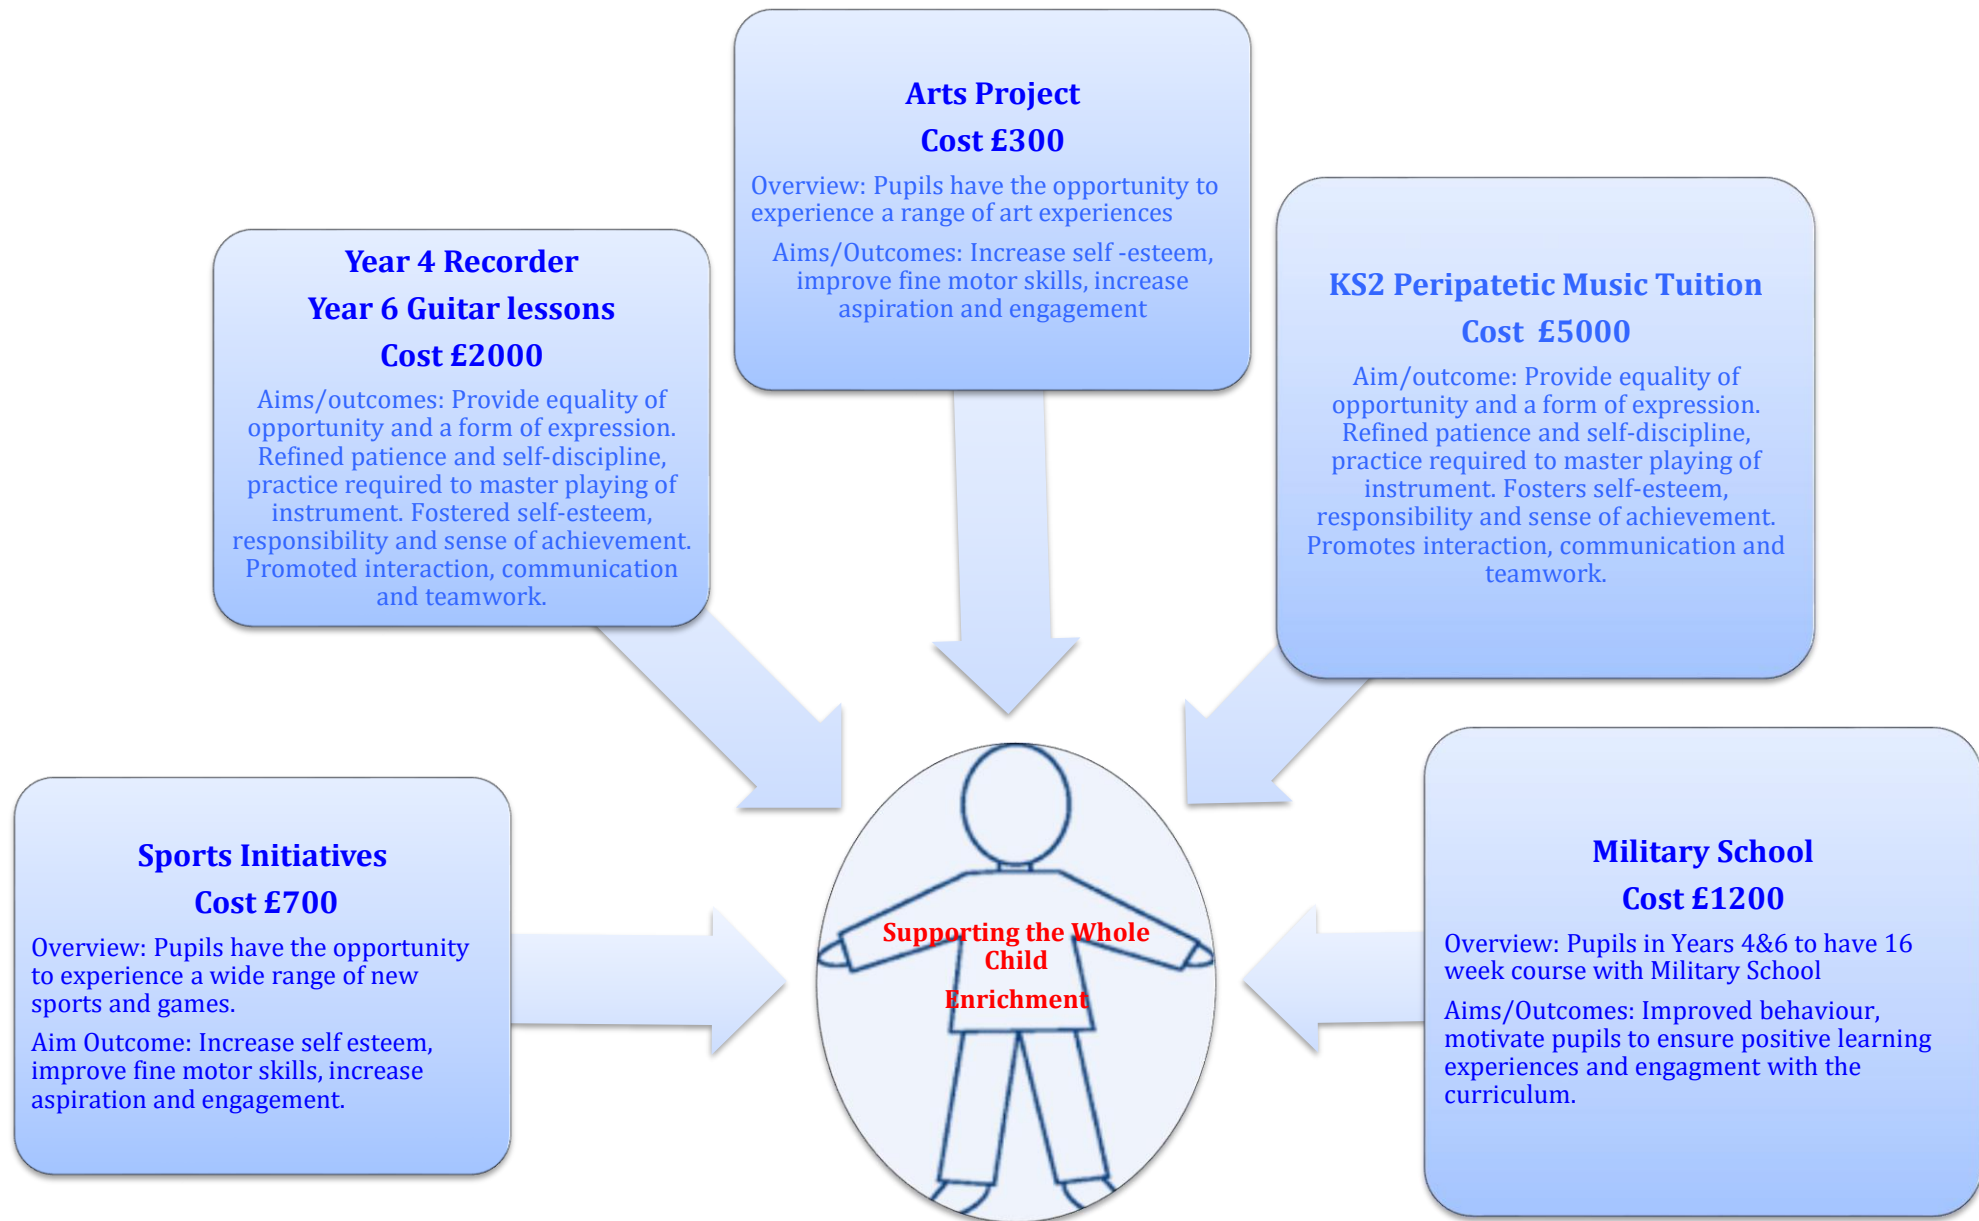 Arts Project
Cost £300
Overview: Pupils have the opportunity to
experience a range of art experiences
Aims/Outcomes: Increase self -esteem,
improve fine motor skills, increase
aspiration and engagement
Year 4 Recorder
Year 6 Guitar lessons
Cost £2000
Aims/outcomes: Provide equality of
opportunity and a form of expression.
Refined patience and self-discipline,
practice required to master playing of
instrument. Fostered self-esteem,
responsibility and sense of achievement.
Promoted interaction, communication
and teamwork.
KS2 Peripatetic Music Tuition
Cost  £5000
Aim/outcome: Provide equality of
opportunity and a form of expression.
Refined patience and self-discipline,
practice required to master playing of
instrument. Fosters self-esteem,
responsibility and sense of achievement.
Promotes interaction, communication and
teamwork.
Sports Initiatives
Cost £700
Overview: Pupils have the opportunity
to experience a wide range of new
sports and games.
Aim Outcome: Increase self esteem,
improve fine motor skills, increase
aspiration and engagement.
Supporting the Whole
Child
Enrichment
Military School
Cost £1200
Overview: Pupils in Years 4&6 to have 16
week course with Military School
Aims/Outcomes: Improved behaviour,
motivate pupils to ensure positive learning
experiences and engagment with the
curriculum.